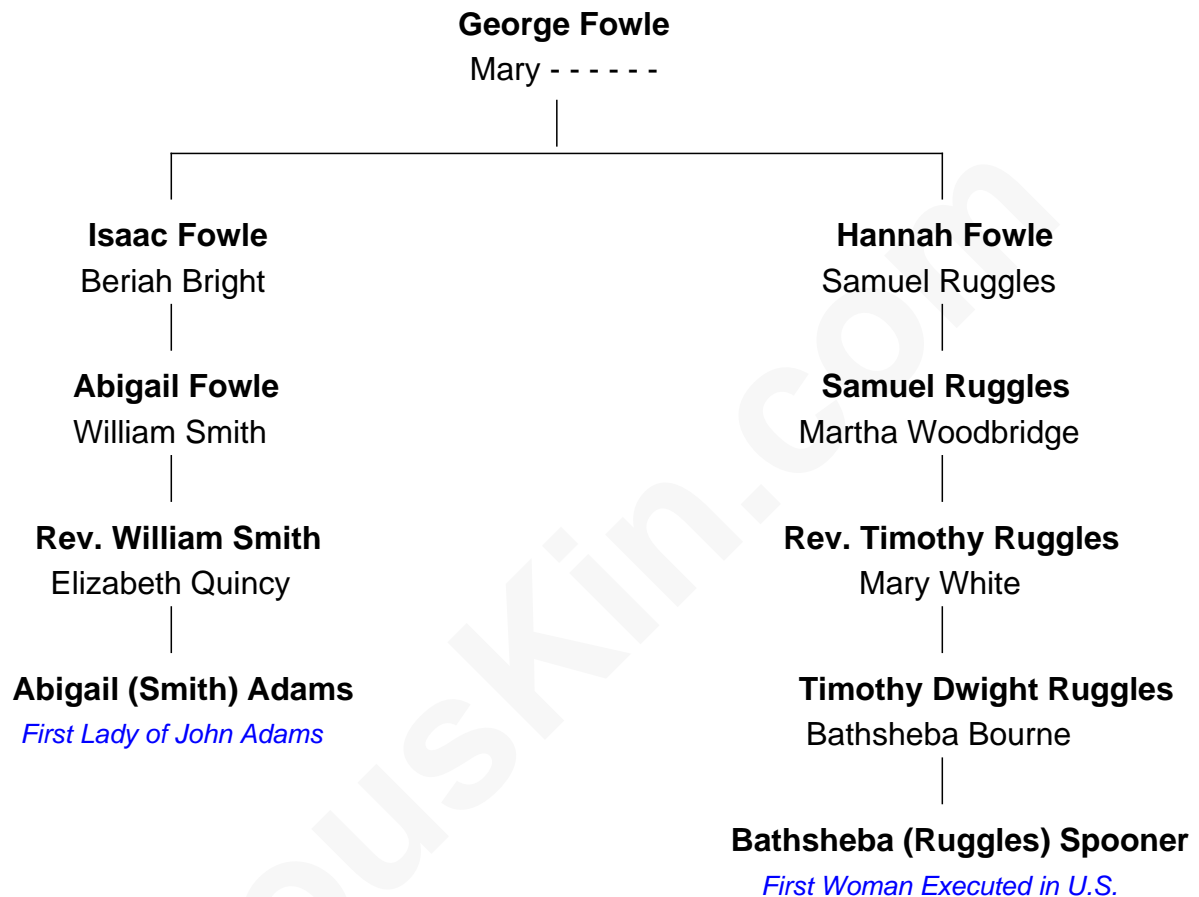 George Fowle
Mary - - - - - -
Isaac Fowle
Beriah Bright
Abigail Fowle
William Smith
Rev. William Smith
Elizabeth Quincy
Abigail (Smith) Adams
First Lady of John Adams
Hannah Fowle
Samuel Ruggles
Samuel Ruggles
Martha Woodbridge
Rev. Timothy Ruggles
Mary White
Timothy Dwight Ruggles
Bathsheba Bourne
Bathsheba (Ruggles) Spooner
First Woman Executed in U.S.
ousKin.com